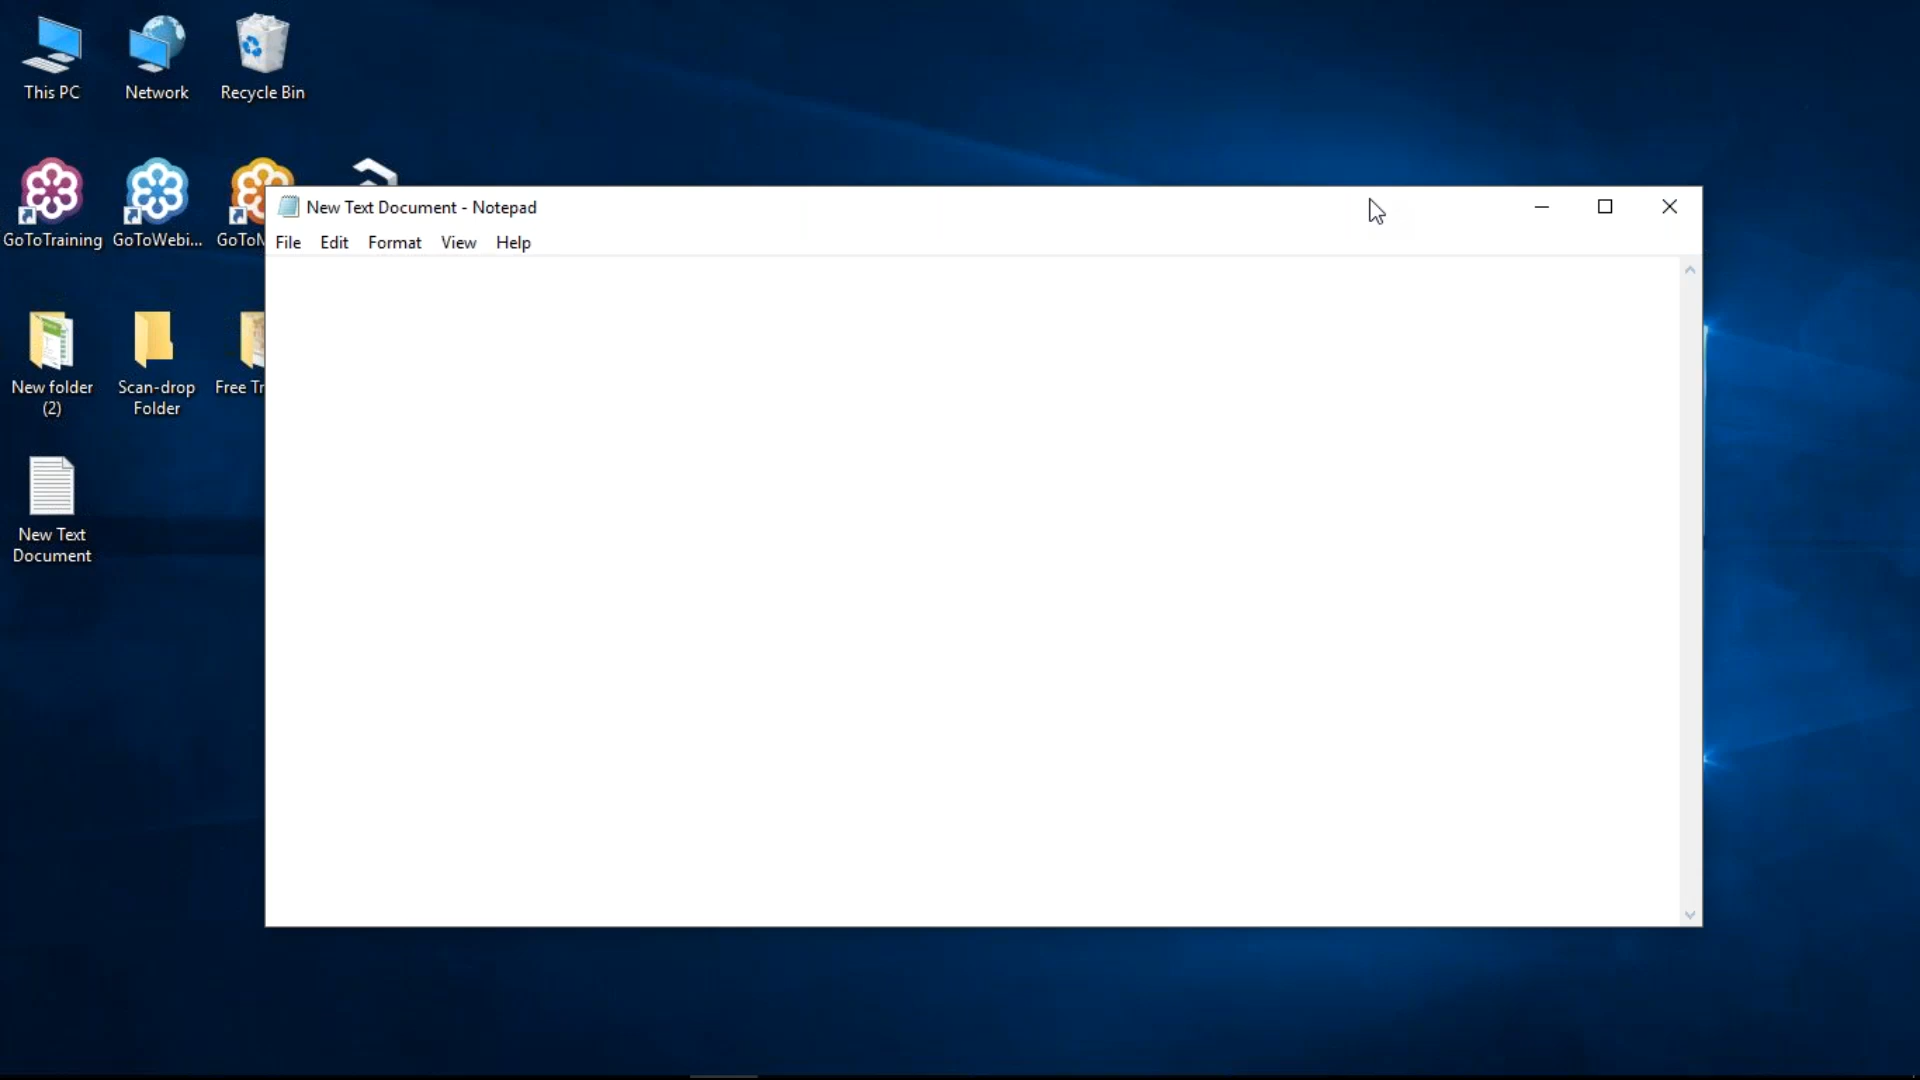 This PC
Network
Recycle Bin
GoToTraining
GoToWebi...
New folder
(2)
Scan-drop
Folder
New Text
Document
New Text Document - Notepad
File Edit Format View Help